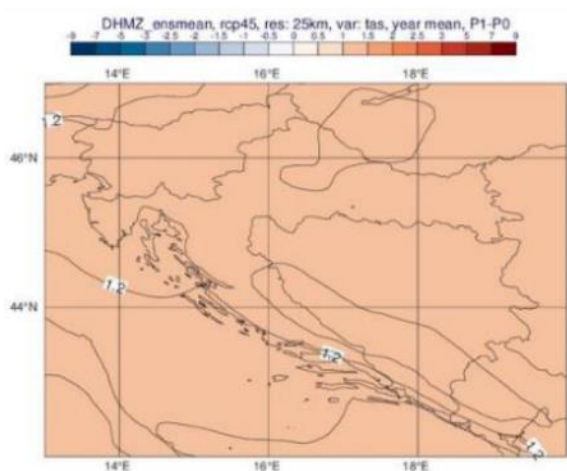 DHMZ_ensmean, rcp45, res: 25km, var: tas, year mean, P1-P0
-9 -7 -5 -3 -2.5 -2 -1.5 -1 -0.5 0 0.5 1 1.5 2 2.5 3 5 7 9
14°E 16°E 18°E
1.2
46°N
1.2
44°N
1.2
1.2
14°E 16°E 18°E